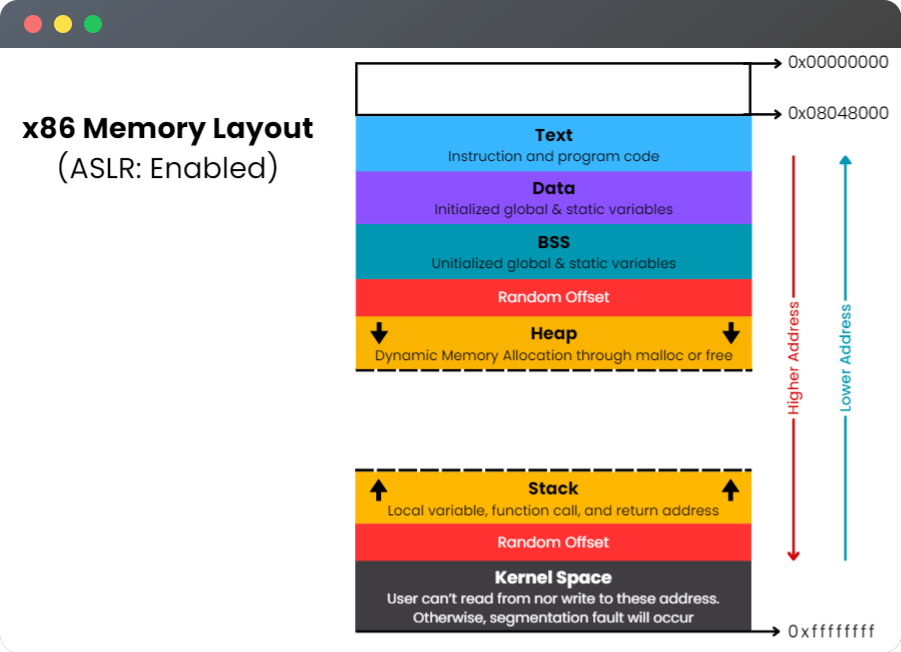 x86 Memory Layout
(ASLR: Enabled)
0x00000000
0x08048000
Text
Instruction and program code
Data
Initialized global & static variables
BSS
Unitialized global & static variables
Random Offset
Heap
Dynamic Memory Allocation through malloc or free
Higher Address
Lower Address
Stack
Local variable, function call, and return address
Random Offset
Kernel Space
User can't read from nor write to these address.
Otherwise, segmentation fault will occur
0xffffffff